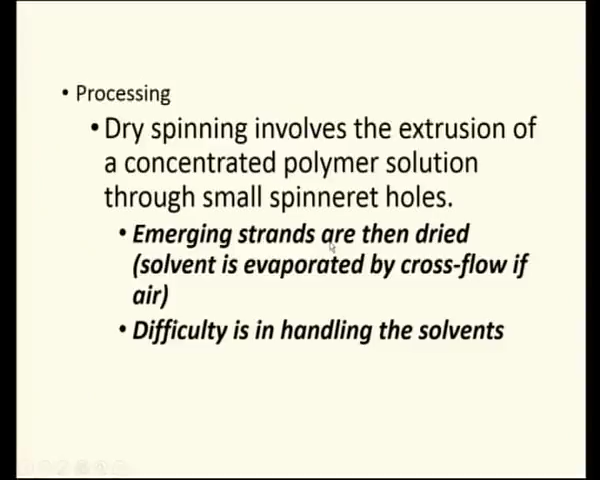 • Processing
• Dry spinning involves the extrusion of
a concentrated polymer solution
through small spinneret holes.
• Emerging strands are then dried
(solvent is evaporated by cross-flow if
air)
• Difficulty is in handling the solvents